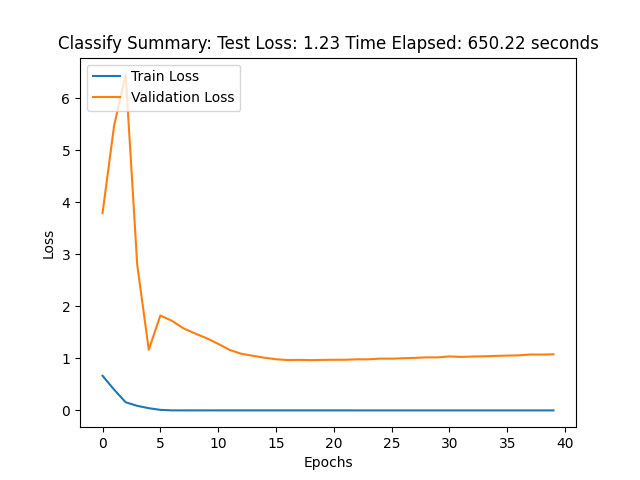 Classify Summary: Test Loss: 1.23 Time Elapsed: 650.22 seconds
Train Loss
Validation Loss
6
5
4
3
2
1
0
Loss
0 5 10 15 20 25 30 35 40
Epochs